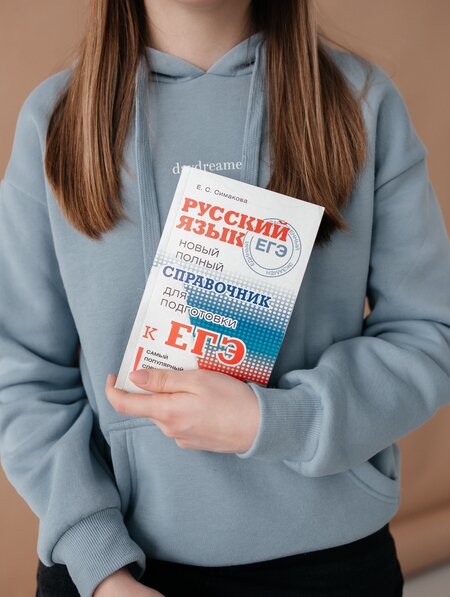 daydreame
Е. С. Симакова
РУССКИЙ
ЯЗЫК
ЕГЭ
НОВЫЙ
ПОЛНЫЙ
СПРАВОЧНИК
ДЛЯ
ПОДГОТОВКИ
К ЕГЭ
САМЫЙ
ПОПУЛЯРНЫЙ